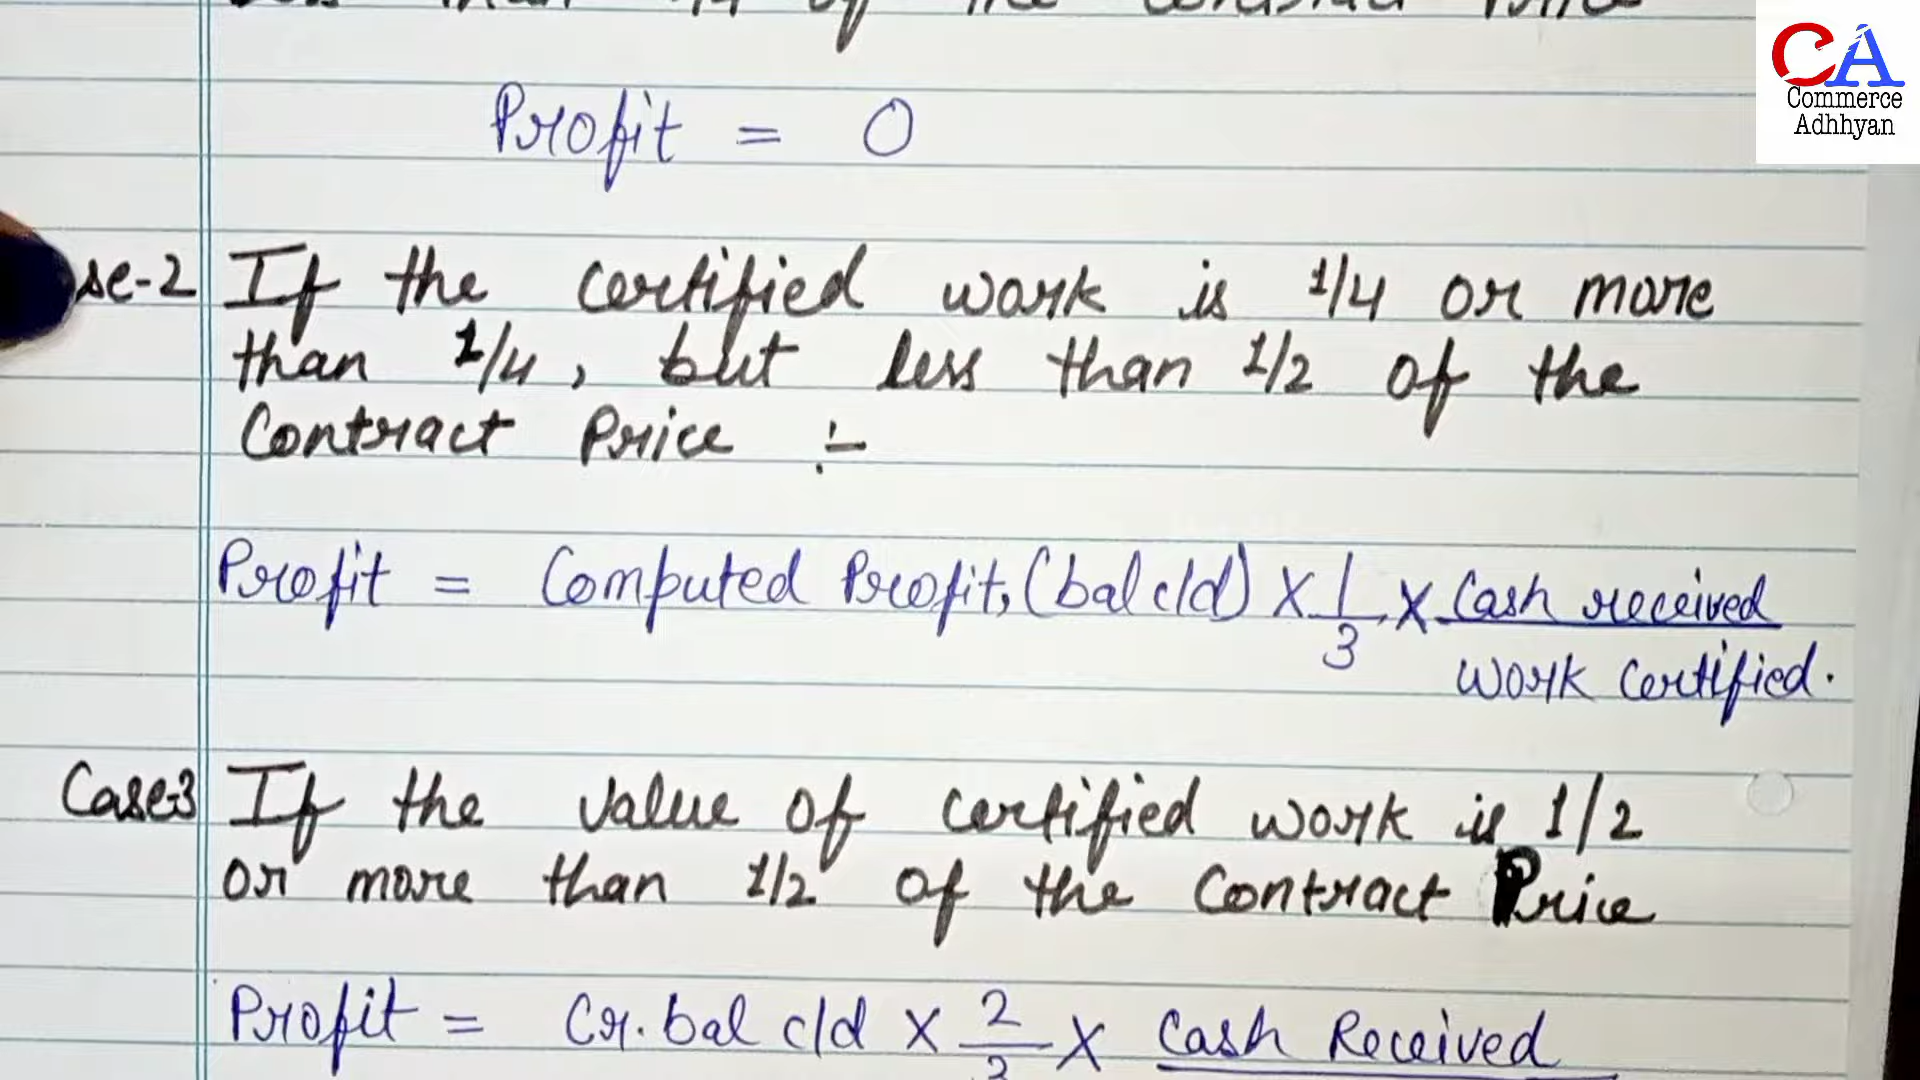 CA
Commerce
Adhhyan
Profit = 0
If the certified work is 1/4 or more
than 1/4, but less than 1/2 of the
Contract Price :-
Profit = Computed Profit, (bal c/d) × 1/3 × Cash received
Work Certified.
Case-3 If the value of certified work is 1/2
or more than 1/2 of the Contract Price
Profit = Cr. bal c/d × 2/3 × Cash Received